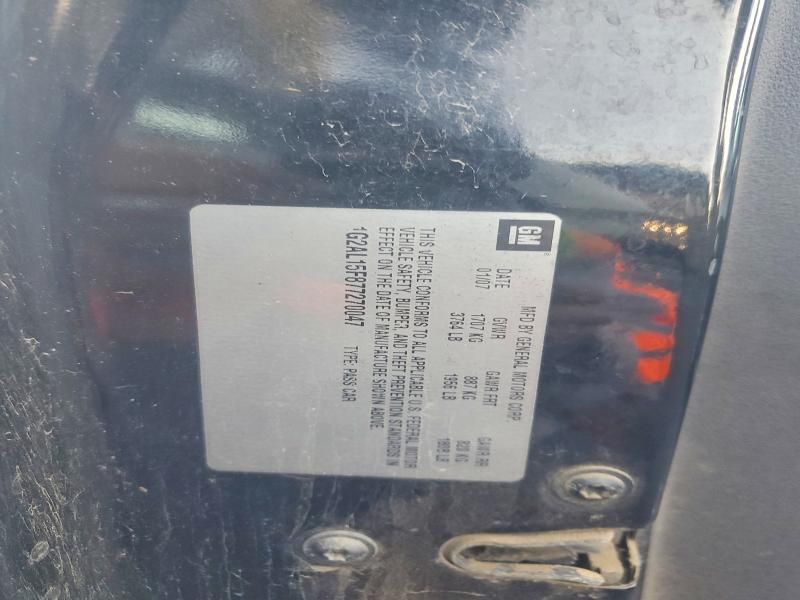 GM
MFD BY GENERAL MOTORS CORP
DATE GVWR GAWR FRT GAWR RR
01/07 1707 KG 887 KG 820 KG
3764 LB 1956 LB 1808 LB
THIS VEHICLE CONFORMS TO ALL APPLICABLE U.S. FEDERAL MOTOR
VEHICLE SAFETY, BUMPER, AND THEFT PREVENTION STANDARDS IN
EFFECT ON THE DATE OF MANUFACTURE SHOWN ABOVE.
1G2AL15F877270047 TYPE: PASS CAR